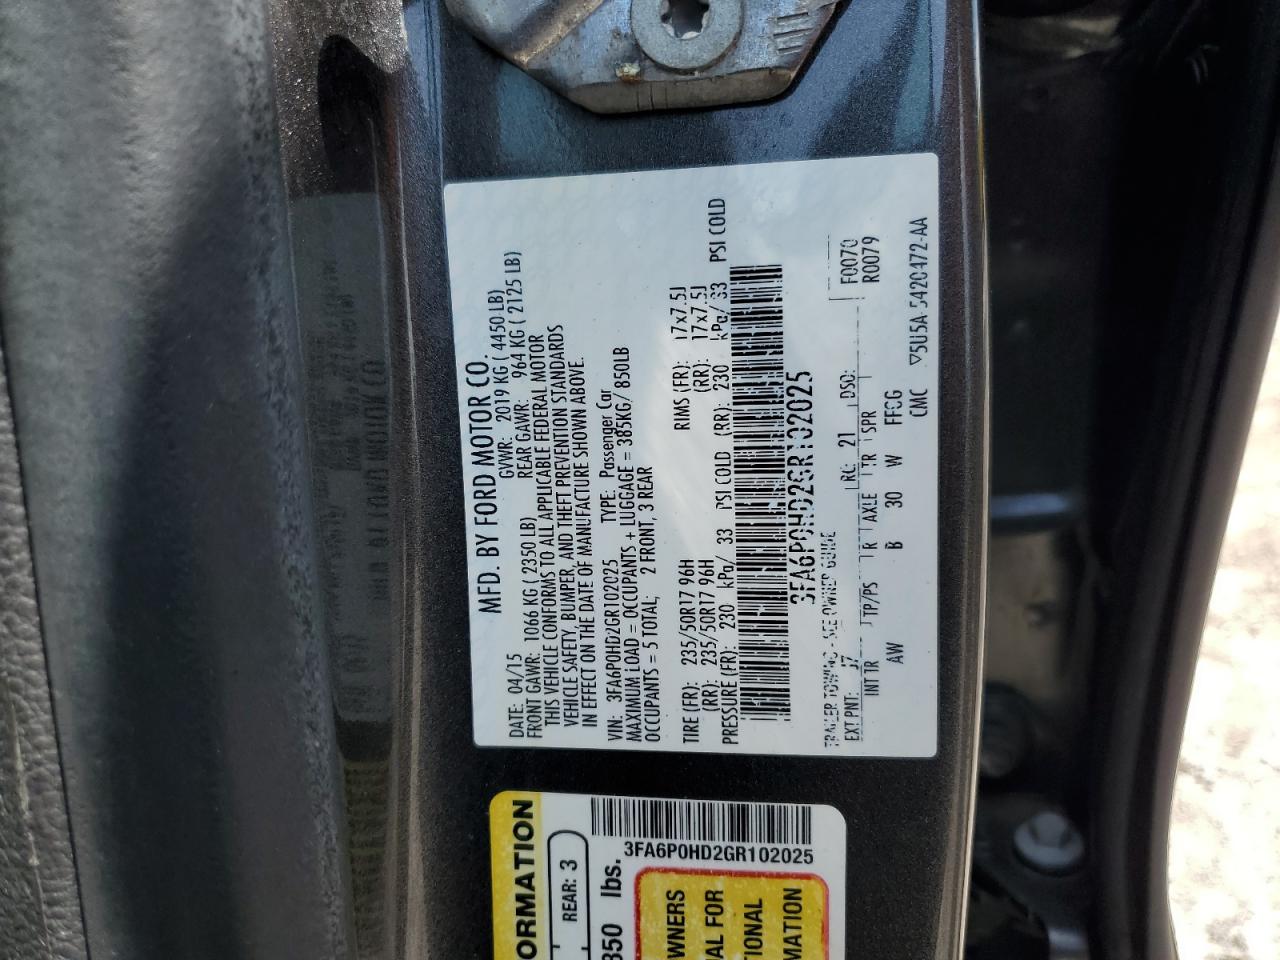 MFD. BY FORD MOTOR CO.
DATE: 04/15 GVWR: 2019 KG ( 4450 LB)
FRONT GAWR: 1066 KG ( 2350 LB) REAR GAWR: 964 KG ( 2125 LB)
THIS VEHICLE CONFORMS TO ALL APPLICABLE FEDERAL MOTOR
VEHICLE SAFETY, BUMPER, AND THEFT PREVENTION STANDARDS
IN EFFECT ON THE DATE OF MANUFACTURE SHOWN ABOVE.
VIN: 3FA6P0HD2GR102025 TYPE: Passenger Car
MAXIMUM LOAD = OCCUPANTS + LUGGAGE = 385KG/ 850LB
OCCUPANTS = 5 TOTAL; 2 FRONT, 3 REAR
TIRE (FR): 235/50R17 96H RIMS (FR): 17x7.5J
(RR): 235/50R17 96H (RR): 17x7.5J
PRESSURE (FR): 230 kPa/ 33 PSI COLD (RR): 230 kPa/ 33 PSI COLD
3FA6P0HD2GR102025
TRAILER TOWING - SEE OWNER GUIDE
EXT PNT: J7 RC: 21 DSO: F0070
R0079
INT TR TP/PS R AXLE TR SPR
AW B 30 W FFCG
CMC ▽5U5A-5420472-AA
ORMATION
REAR: 3
850 lbs.
3FA6P0HD2GR102025
WNERS
AL FOR
TIONAL
MATION